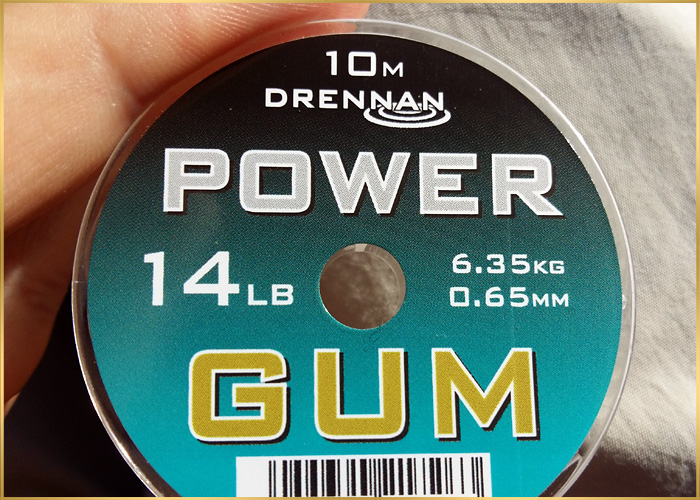 10M
DRENNAN
POWER
14LB
6.35KG
0.65MM
GUM